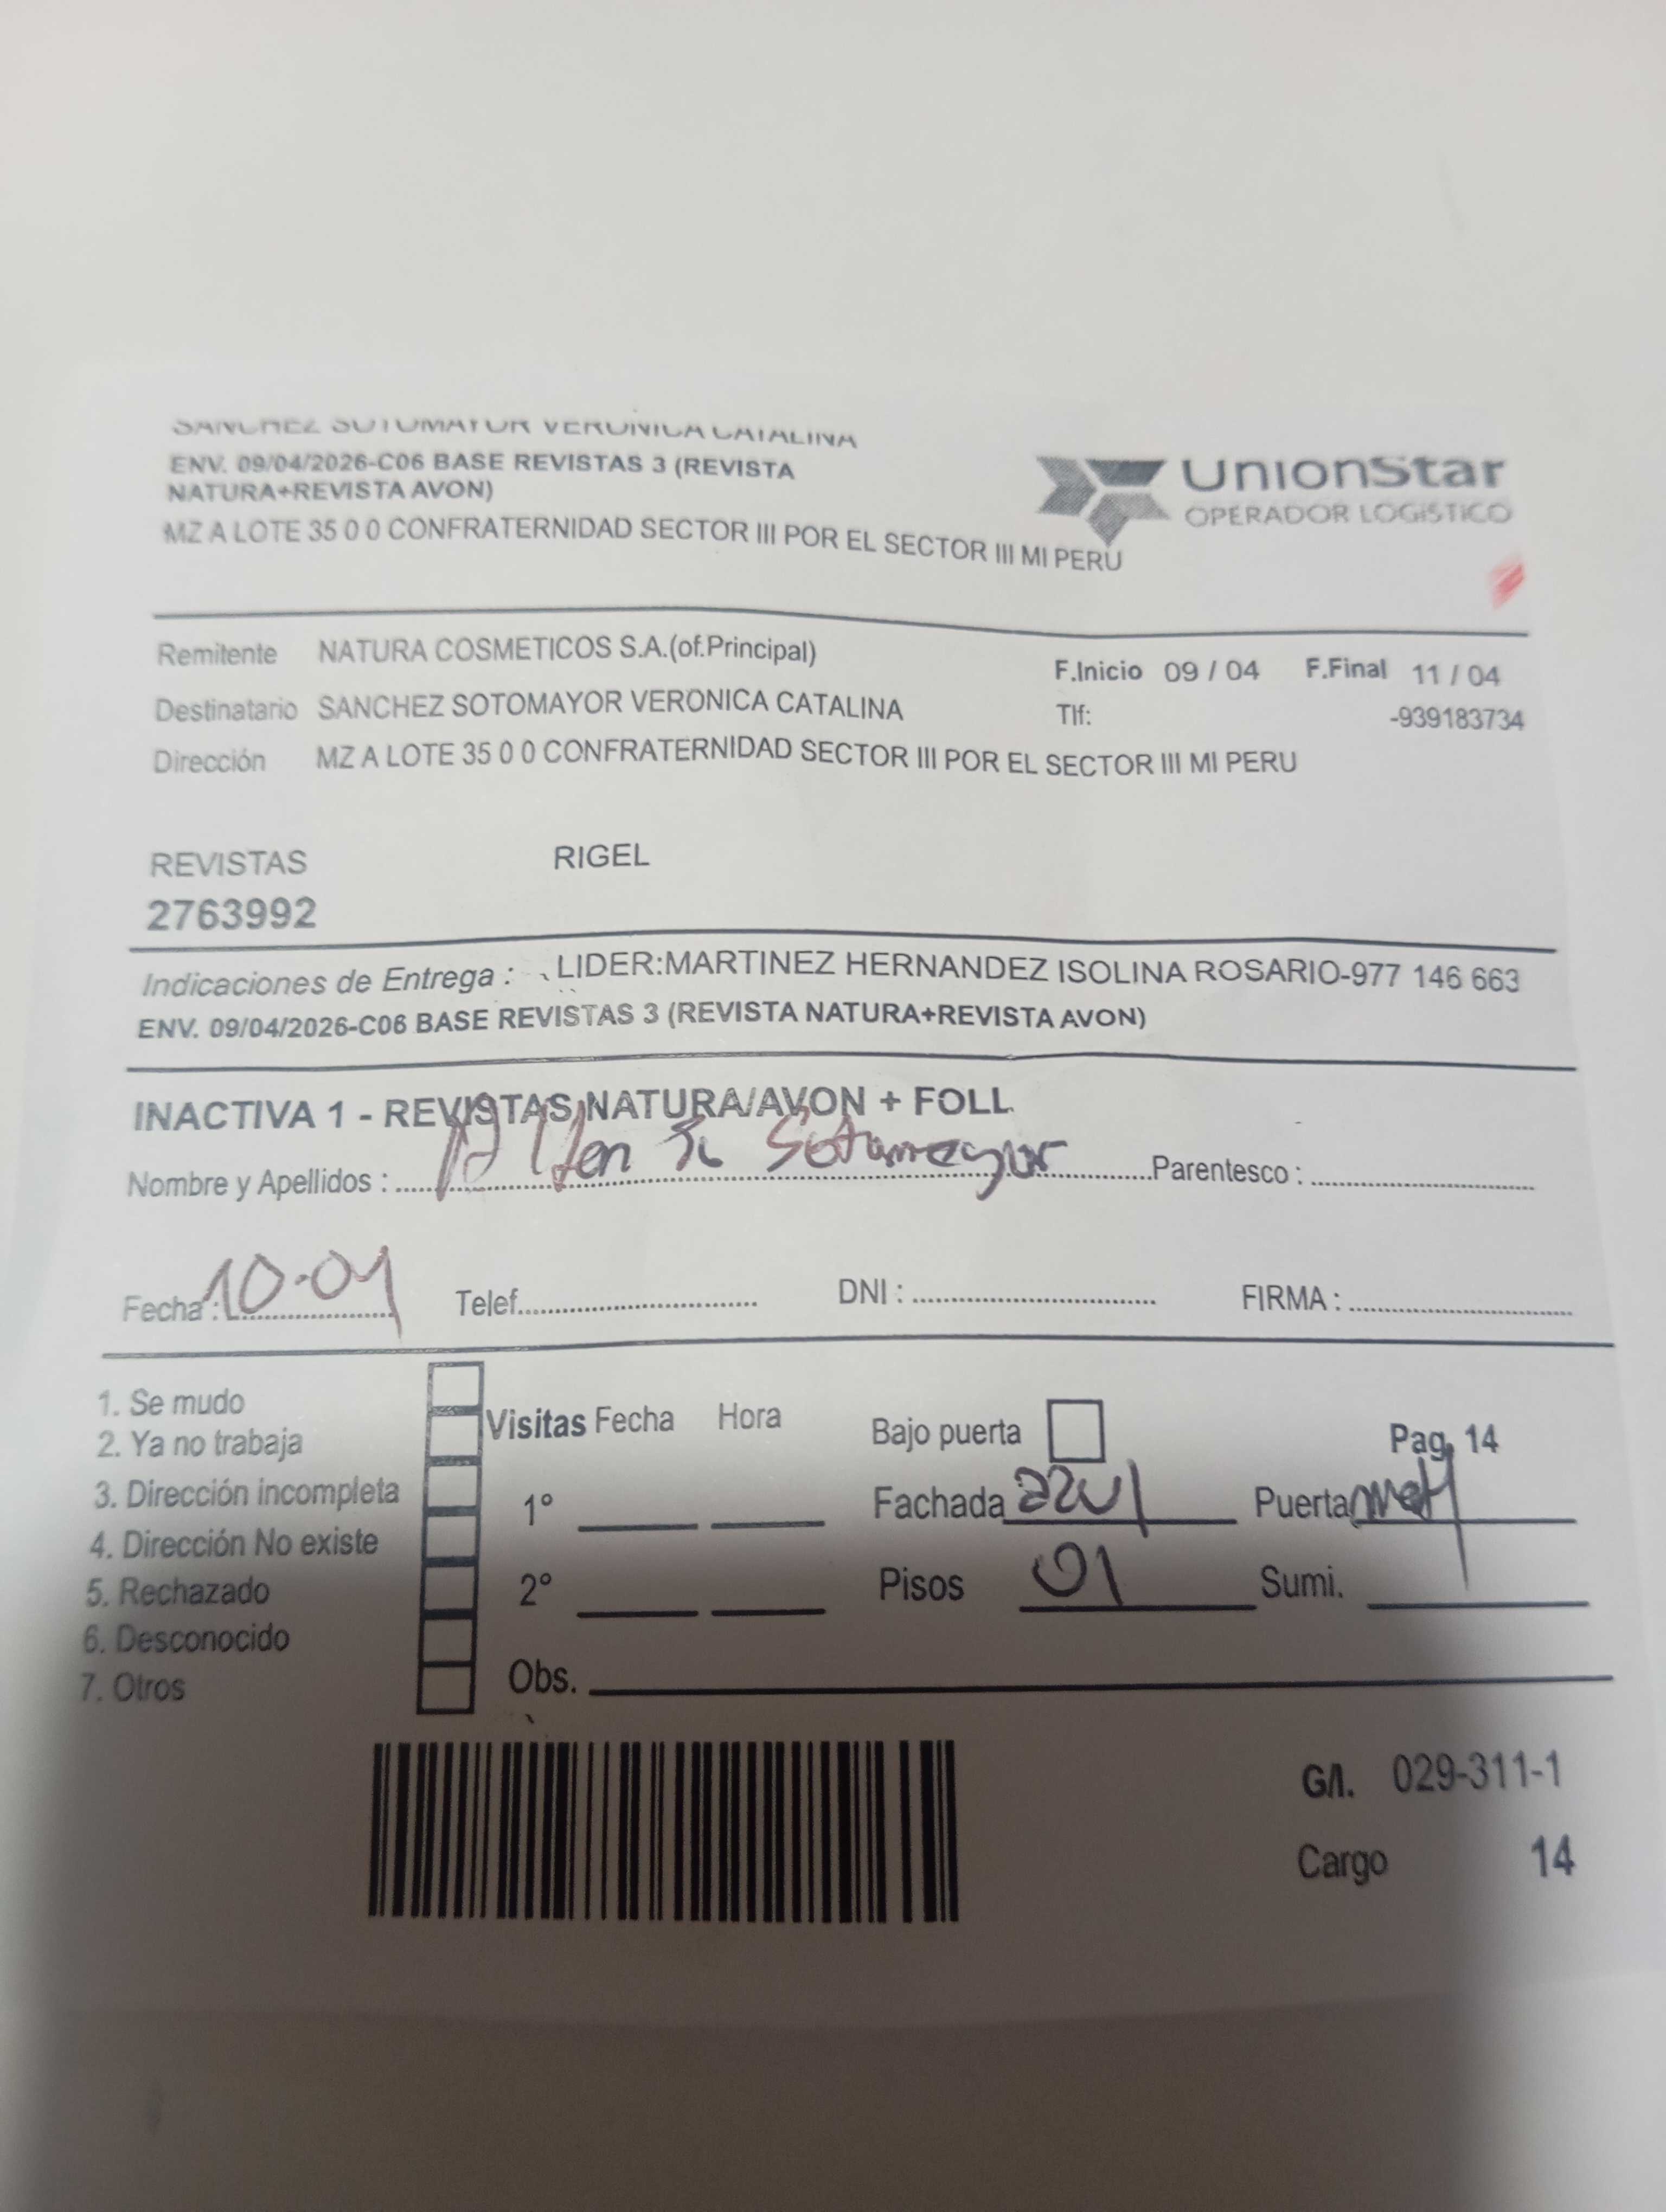 SANCHEZ SOTOMAYOR VERONICA CATALINA
ENV. 09/04/2026-C06 BASE REVISTAS 3 (REVISTA
NATURA+REVISTA AVON)
MZ A LOTE 35 0 0 CONFRATERNIDAD SECTOR III POR EL SECTOR III MI PERU
UnionStar
OPERADOR LOGISTICO
Remitente NATURA COSMETICOS S.A.(of.Principal)
F.Inicio 09 / 04 F.Final 11 / 04
Destinatario SANCHEZ SOTOMAYOR VERONICA CATALINA
Tlf: -939183734
Dirección MZ A LOTE 35 0 0 CONFRATERNIDAD SECTOR III POR EL SECTOR III MI PERU
REVISTAS RIGEL
2763992
Indicaciones de Entrega : LIDER:MARTINEZ HERNANDEZ ISOLINA ROSARIO-977 146 663
ENV. 09/04/2026-C06 BASE REVISTAS 3 (REVISTA NATURA+REVISTA AVON)
INACTIVA 1 - REVISTAS NATURA/AVON + FOLL
Nombre y Apellidos : Sotomayor Parentesco :
Fecha : 10-04 Telef. DNI : FIRMA :
1. Se mudo
2. Ya no trabaja
3. Dirección incompleta
4. Dirección No existe
5. Rechazado
6. Desconocido
7. Otros
Visitas Fecha Hora
1°
2°
Obs.
Bajo puerta Pag. 14
Fachada azul Puerta met
Pisos 01 Sumi.
G/I. 029-311-1
Cargo 14